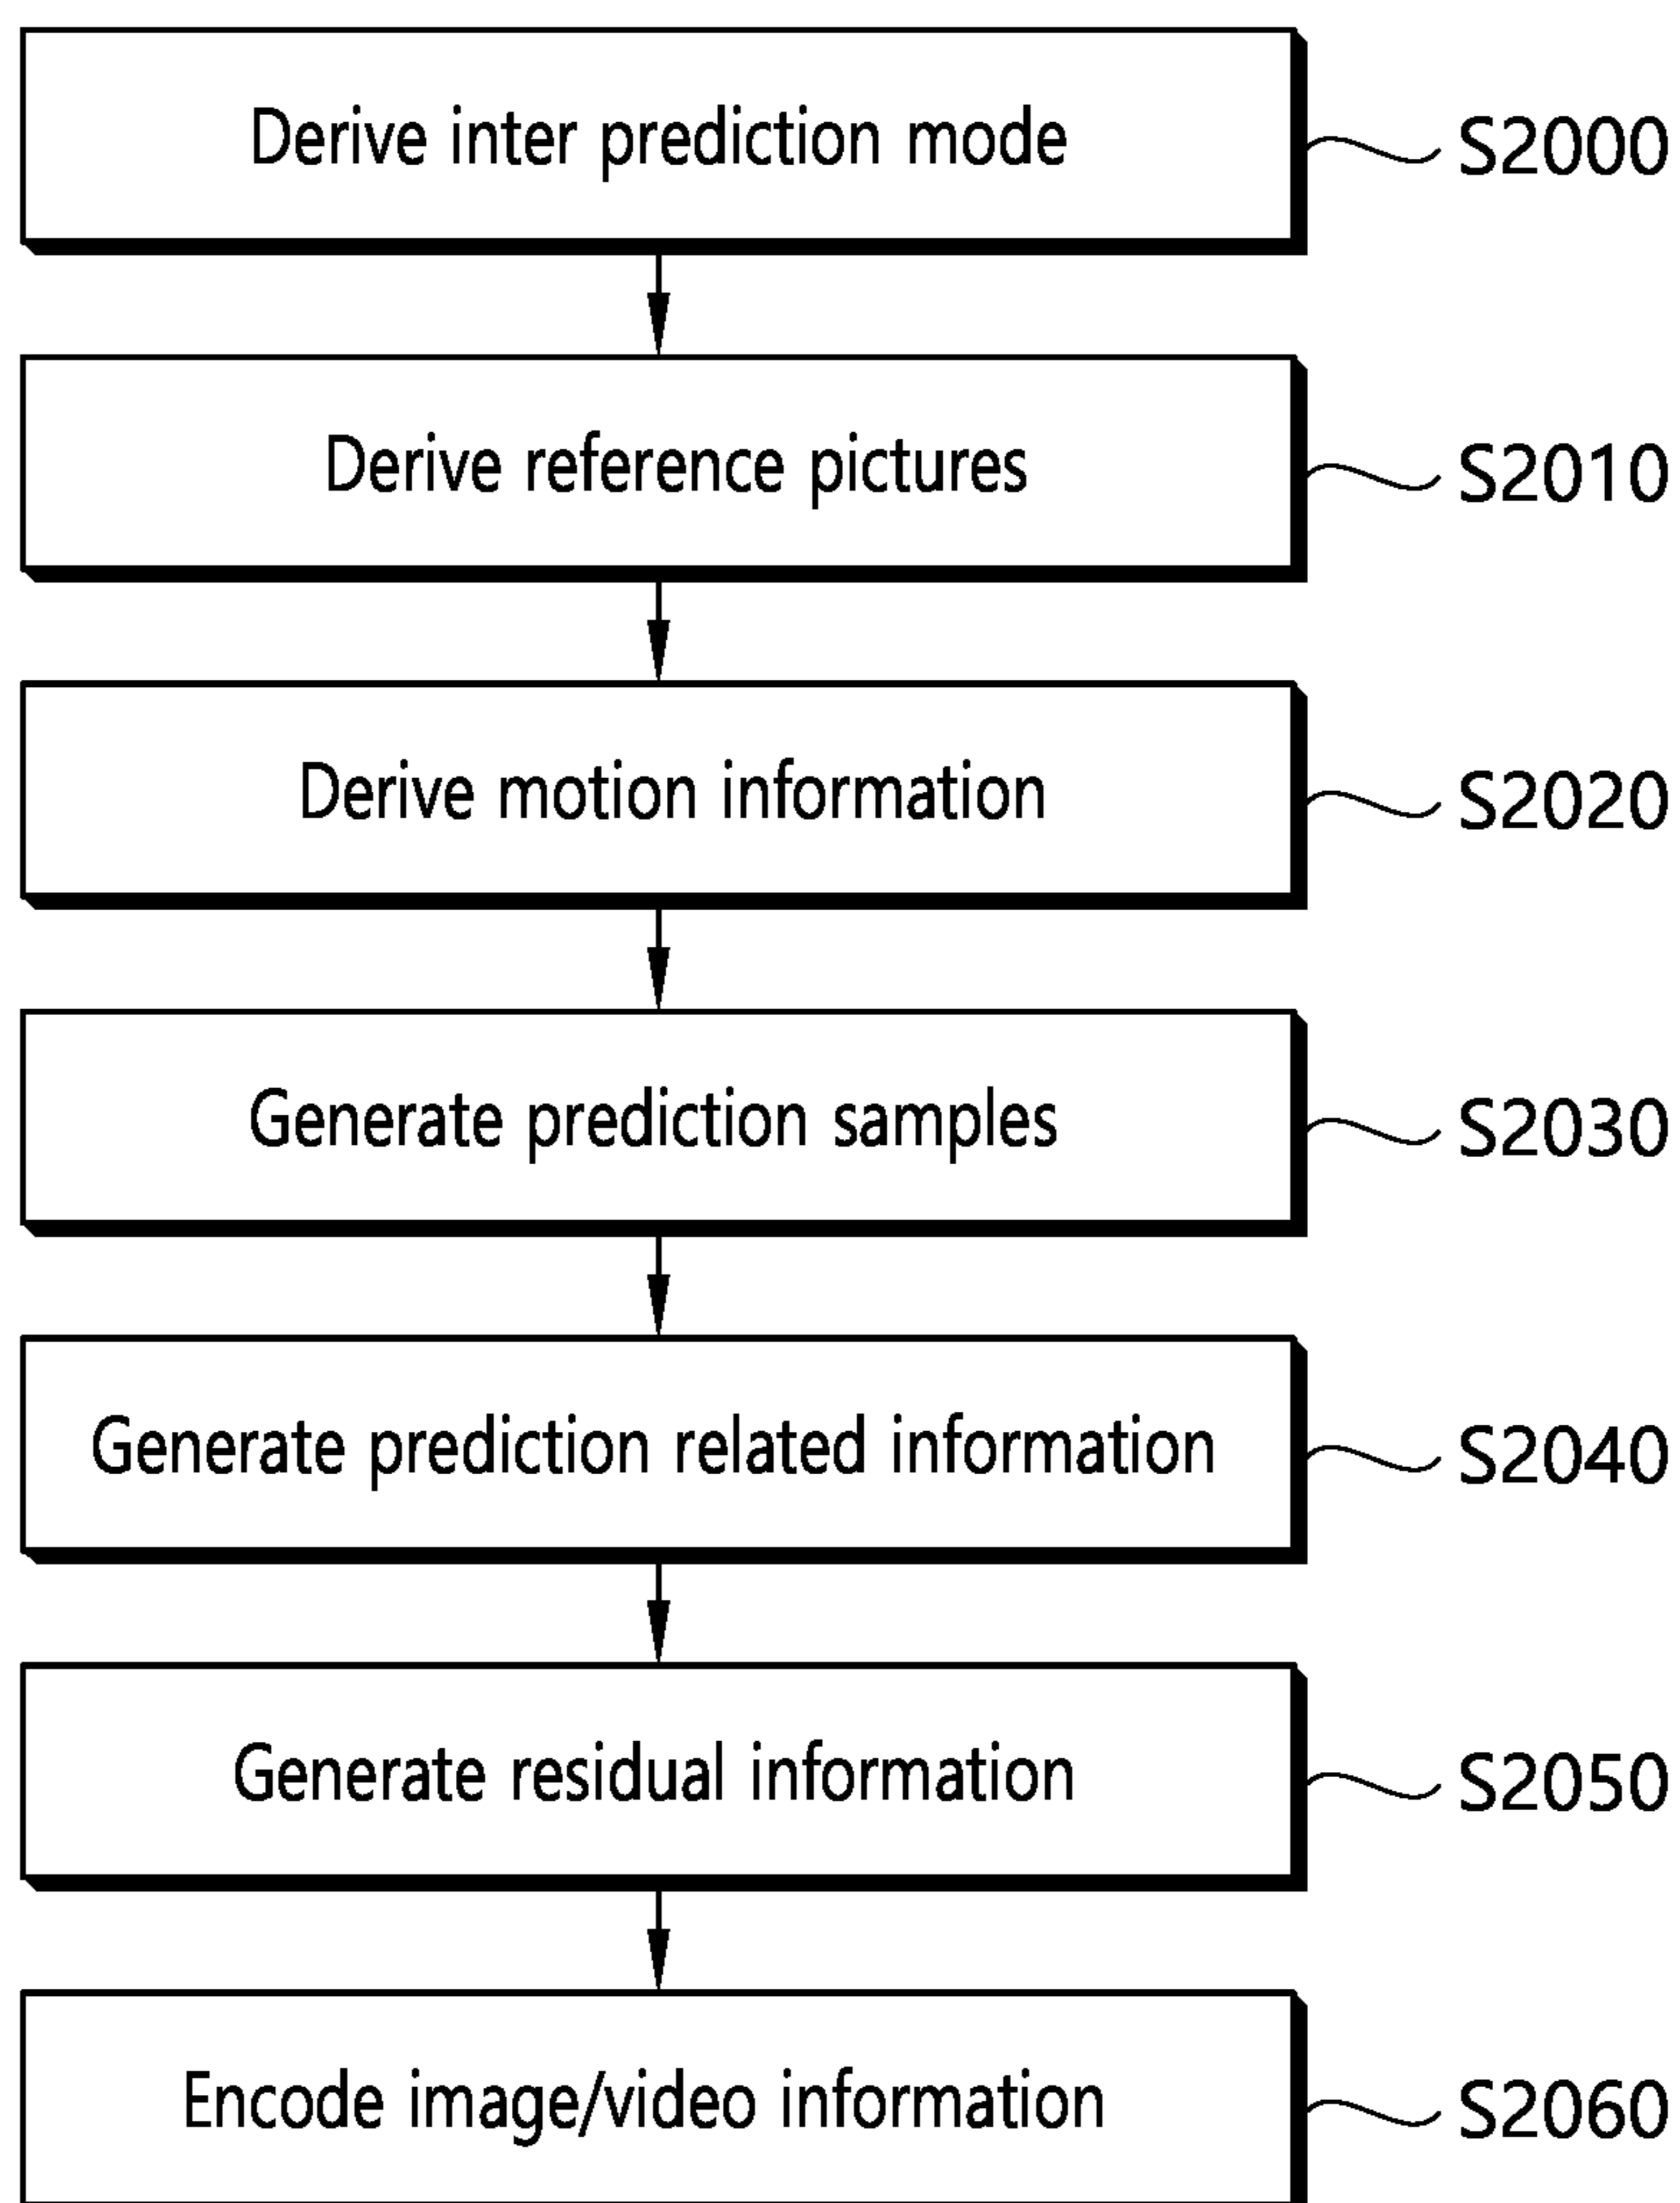 Derive inter prediction mode S2000
Derive reference pictures S2010
Derive motion information S2020
Generate prediction samples S2030
Generate prediction related information S2040
Generate residual information S2050
Encode image/video information S2060